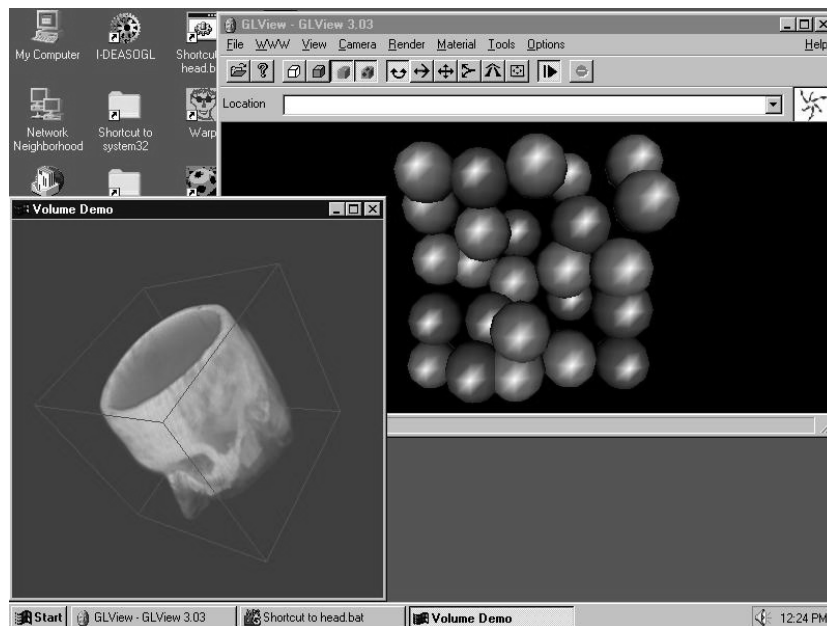 My Computer
I-DEASOGL
Shortcut
head.b
Network
Neighborhood
Shortcut to
system32
Warp
GLView - GLView 3.03
File WWW View Camera Render Material Tools Options Help
Location
Volume Demo
Start
GLView - GLView 3.03
Shortcut to head.bat
Volume Demo
12:24 PM